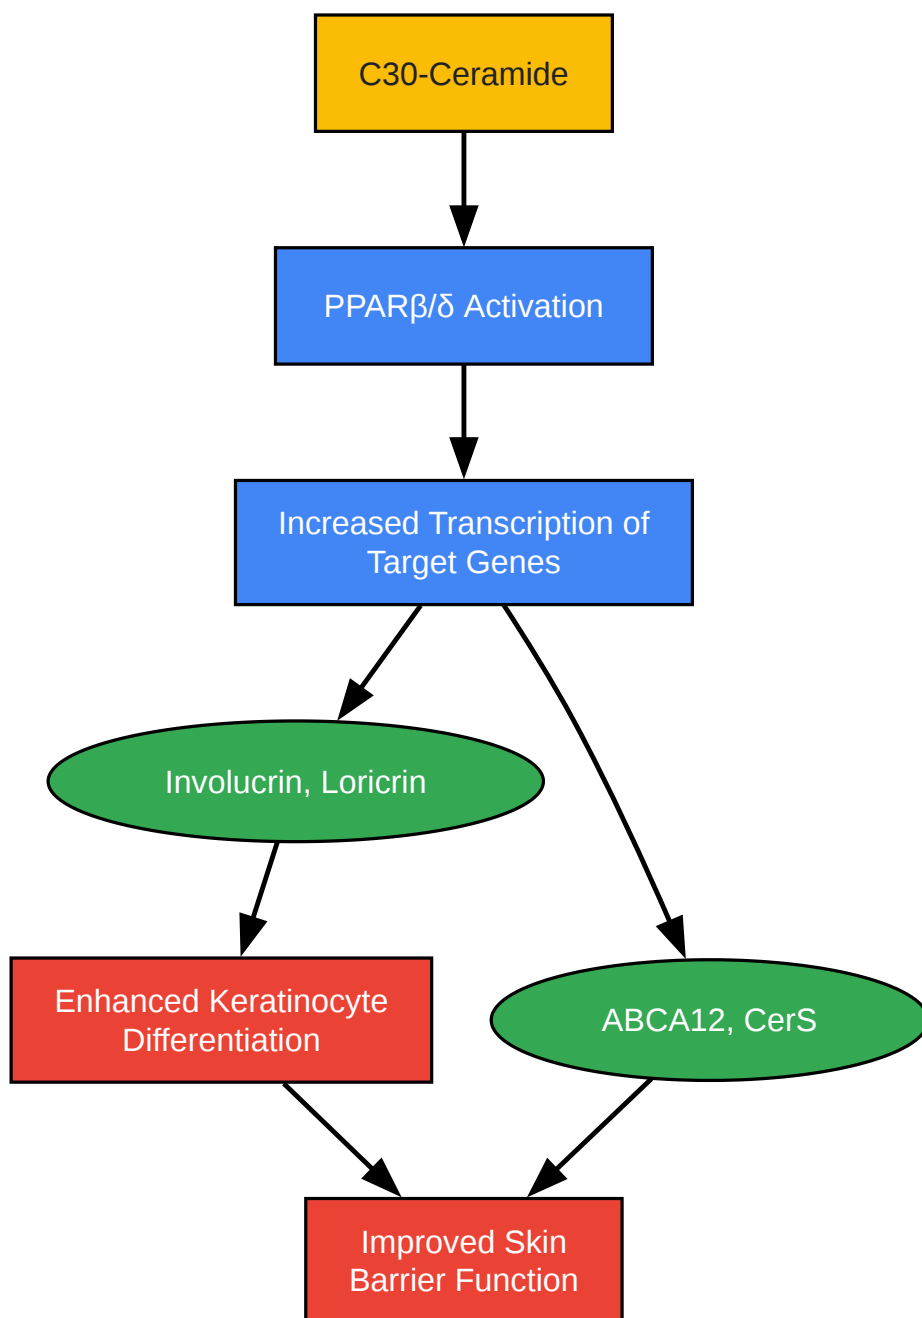 C30-Ceramide
PPARβ/δ Activation
Increased Transcription of
Target Genes
Involucrin, Loricrin
Enhanced Keratinocyte
Differentiation
ABCA12, CerS
Improved Skin
Barrier Function